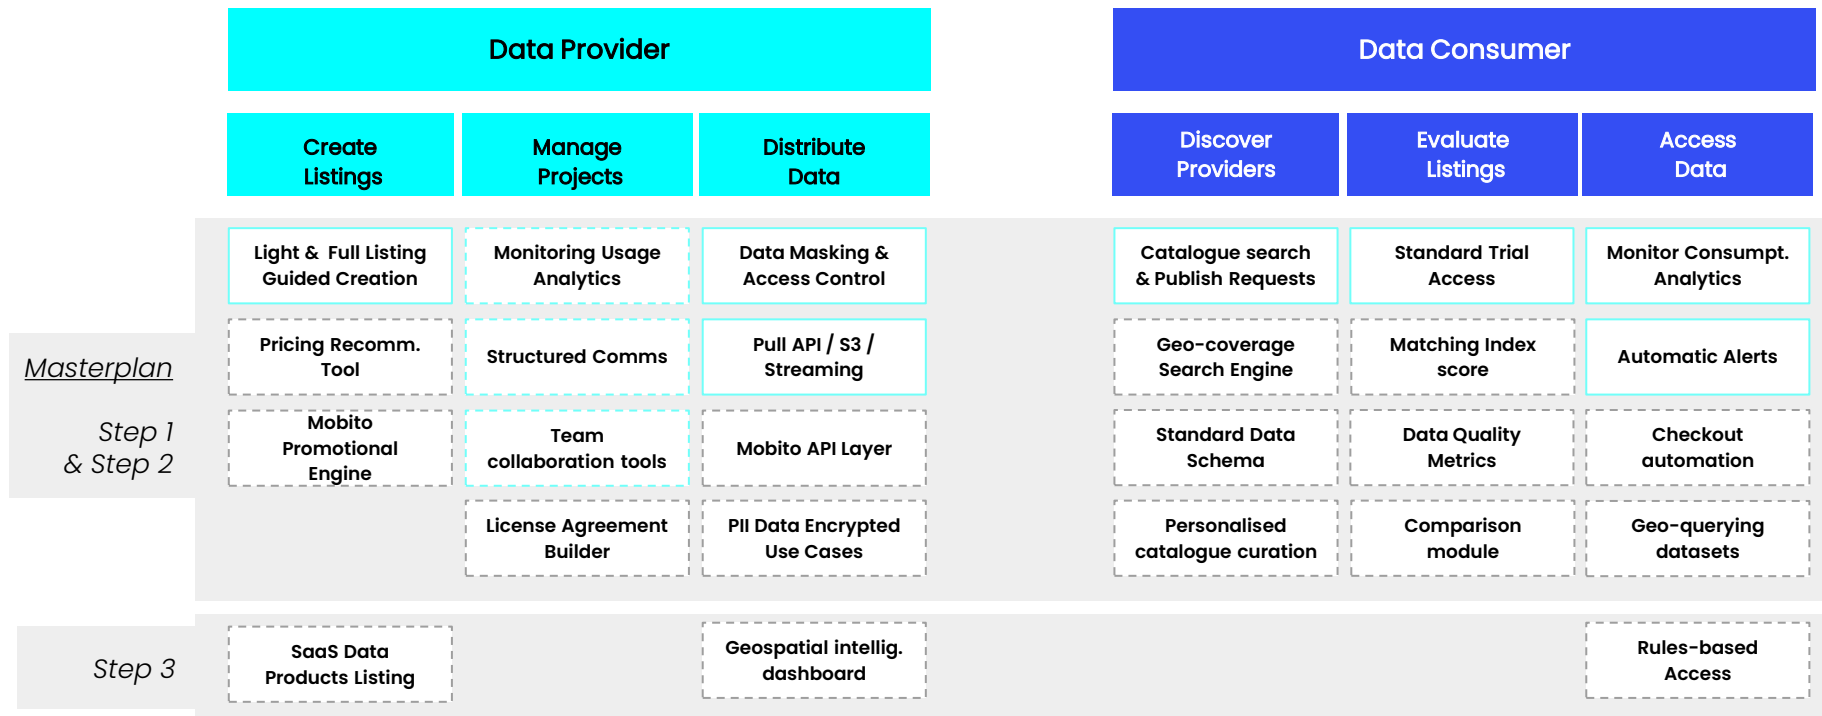 Data Provider
Data Consumer
Create
Listings
Manage
Projects
Distribute
Data
Discover
Providers
Evaluate
Listings
Access
Data
Light & Full Listing
Guided Creation
Monitoring Usage
Analytics
Data Masking &
Access Control
Catalogue search
& Publish Requests
Standard Trial
Access
Monitor Consumpt.
Analytics
Masterplan
Step 1
& Step 2
Pricing Recomm.
Tool
Structured Comms
Pull API / S3 /
Streaming
Geo-coverage
Search Engine
Matching Index
score
Automatic Alerts
Mobito
Promotional
Engine
Team
collaboration tools
Mobito API Layer
Standard Data
Schema
Data Quality
Metrics
Checkout
automation
License Agreement
Builder
PII Data Encrypted
Use Cases
Personalised
catalogue curation
Comparison
module
Geo-querying
datasets
Step 3
SaaS Data
Products Listing
Geospatial intellig.
dashboard
Rules-based
Access